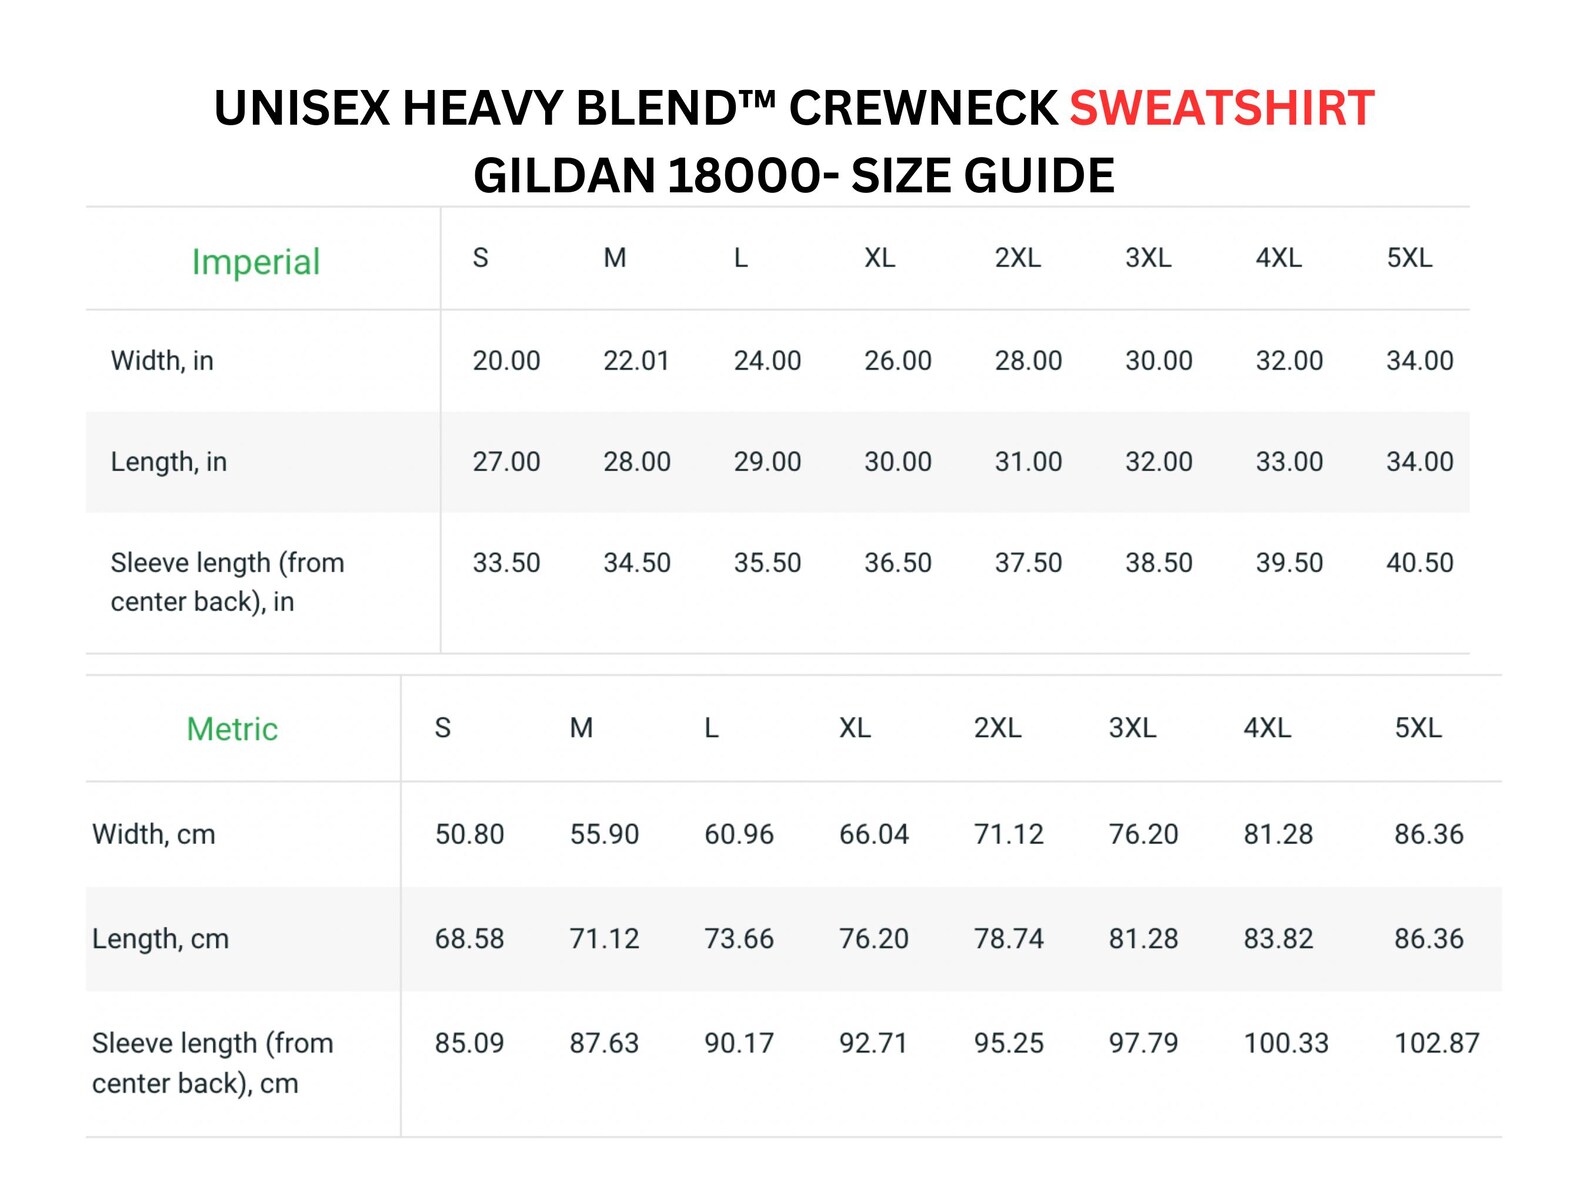 UNISEX HEAVY BLEND™ CREWNECK SWEATSHIRT
GILDAN 18000- SIZE GUIDE
Imperial S M L XL 2XL 3XL 4XL 5XL
Width, in 20.00 22.01 24.00 26.00 28.00 30.00 32.00 34.00
Length, in 27.00 28.00 29.00 30.00 31.00 32.00 33.00 34.00
Sleeve length (from 33.50 34.50 35.50 36.50 37.50 38.50 39.50 40.50
center back), in
Metric S M L XL 2XL 3XL 4XL 5XL
Width, cm 50.80 55.90 60.96 66.04 71.12 76.20 81.28 86.36
Length, cm 68.58 71.12 73.66 76.20 78.74 81.28 83.82 86.36
Sleeve length (from 85.09 87.63 90.17 92.71 95.25 97.79 100.33 102.87
center back), cm